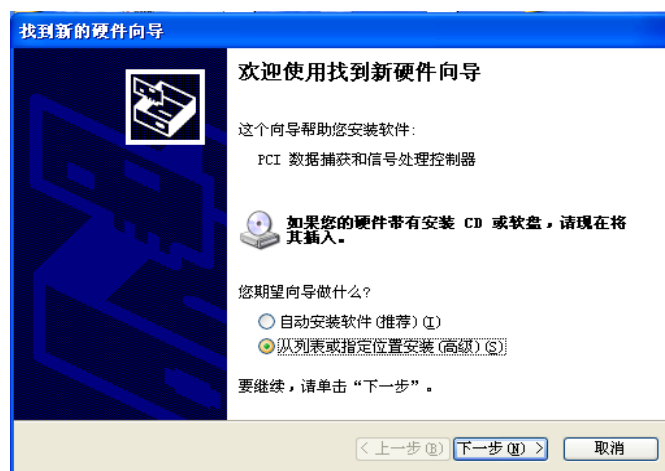 找到新的硬件向导
欢迎使用找到新硬件向导
这个向导帮助您安装软件:
PCI 数据捕获和信号处理控制器
如果您的硬件带有安装 CD 或软盘，请现在将
其插入。
您期望向导做什么?
自动安装软件(推荐)(I)
从列表或指定位置安装(高级)(S)
要继续，请单击“下一步”。
< 上一步(B) 下一步(N) > 取消